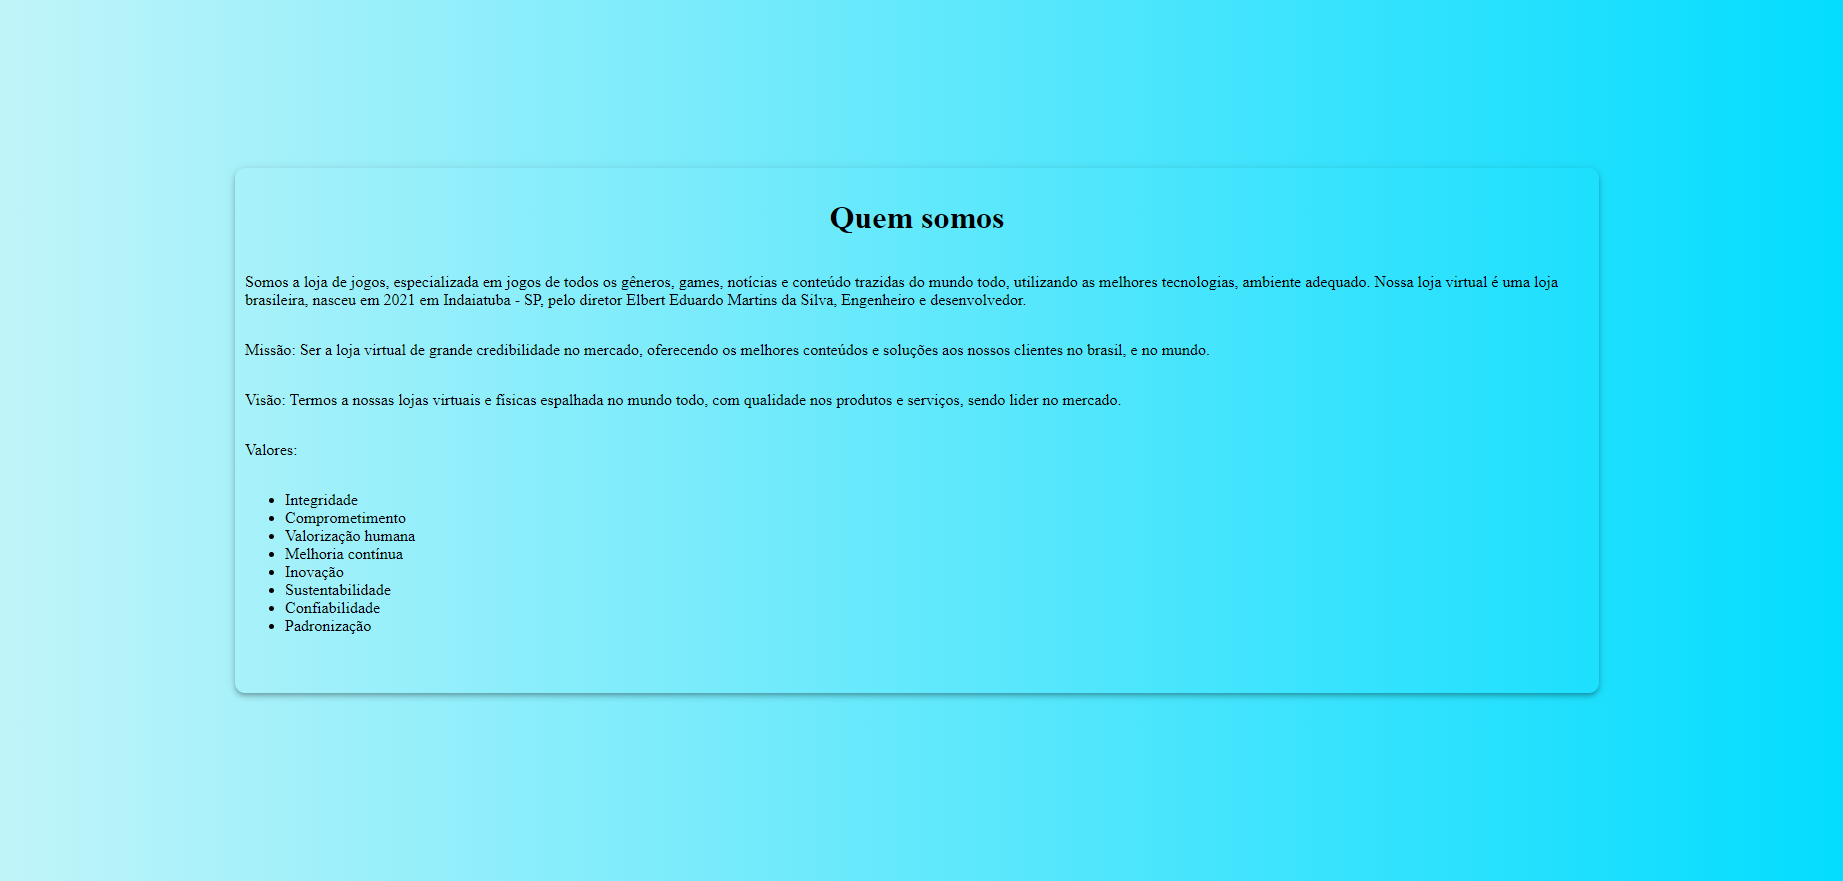 Quem somos
Somos a loja de jogos, especializada em jogos de todos os gêneros, games, notícias e conteúdo trazidas do mundo todo, utilizando as melhores tecnologias, ambiente adequado. Nossa loja virtual é uma loja
brasileira, nasceu em 2021 em Indaiatuba - SP, pelo diretor Elbert Eduardo Martins da Silva, Engenheiro e desenvolvedor.
Missão: Ser a loja virtual de grande credibilidade no mercado, oferecendo os melhores conteúdos e soluções aos nossos clientes no brasil, e no mundo.
Visão: Termos a nossas lojas virtuais e físicas espalhada no mundo todo, com qualidade nos produtos e serviços, sendo lider no mercado.
Valores:
• Integridade
• Comprometimento
• Valorização humana
• Melhoria contínua
• Inovação
• Sustentabilidade
• Confiabilidade
• Padronização